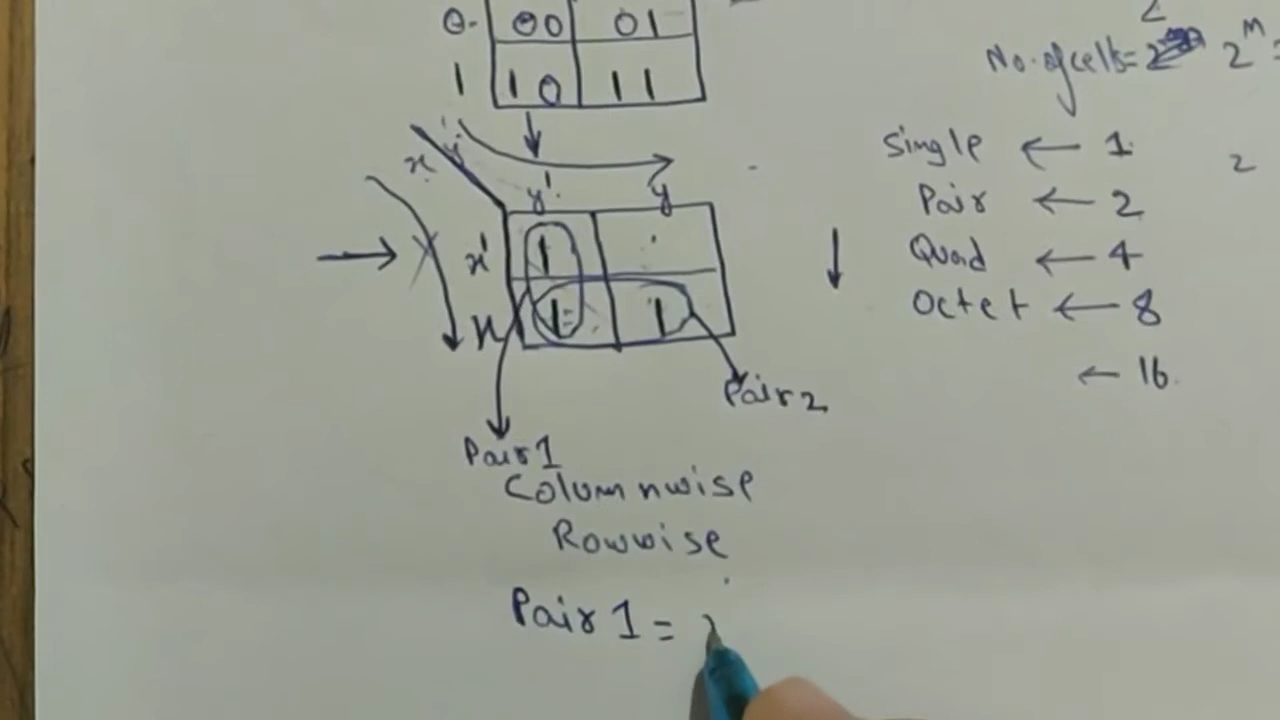 0 00 01
1 10 11
No. of cells = 2^m =
Single ← 1
Pair ← 2
2
Quad ← 4
Octet ← 8
← 16.
x y
y' y
x' 1
x 1 1
Pair 2
Pair 1
Columnwise
Rowwise
Pair 1 =